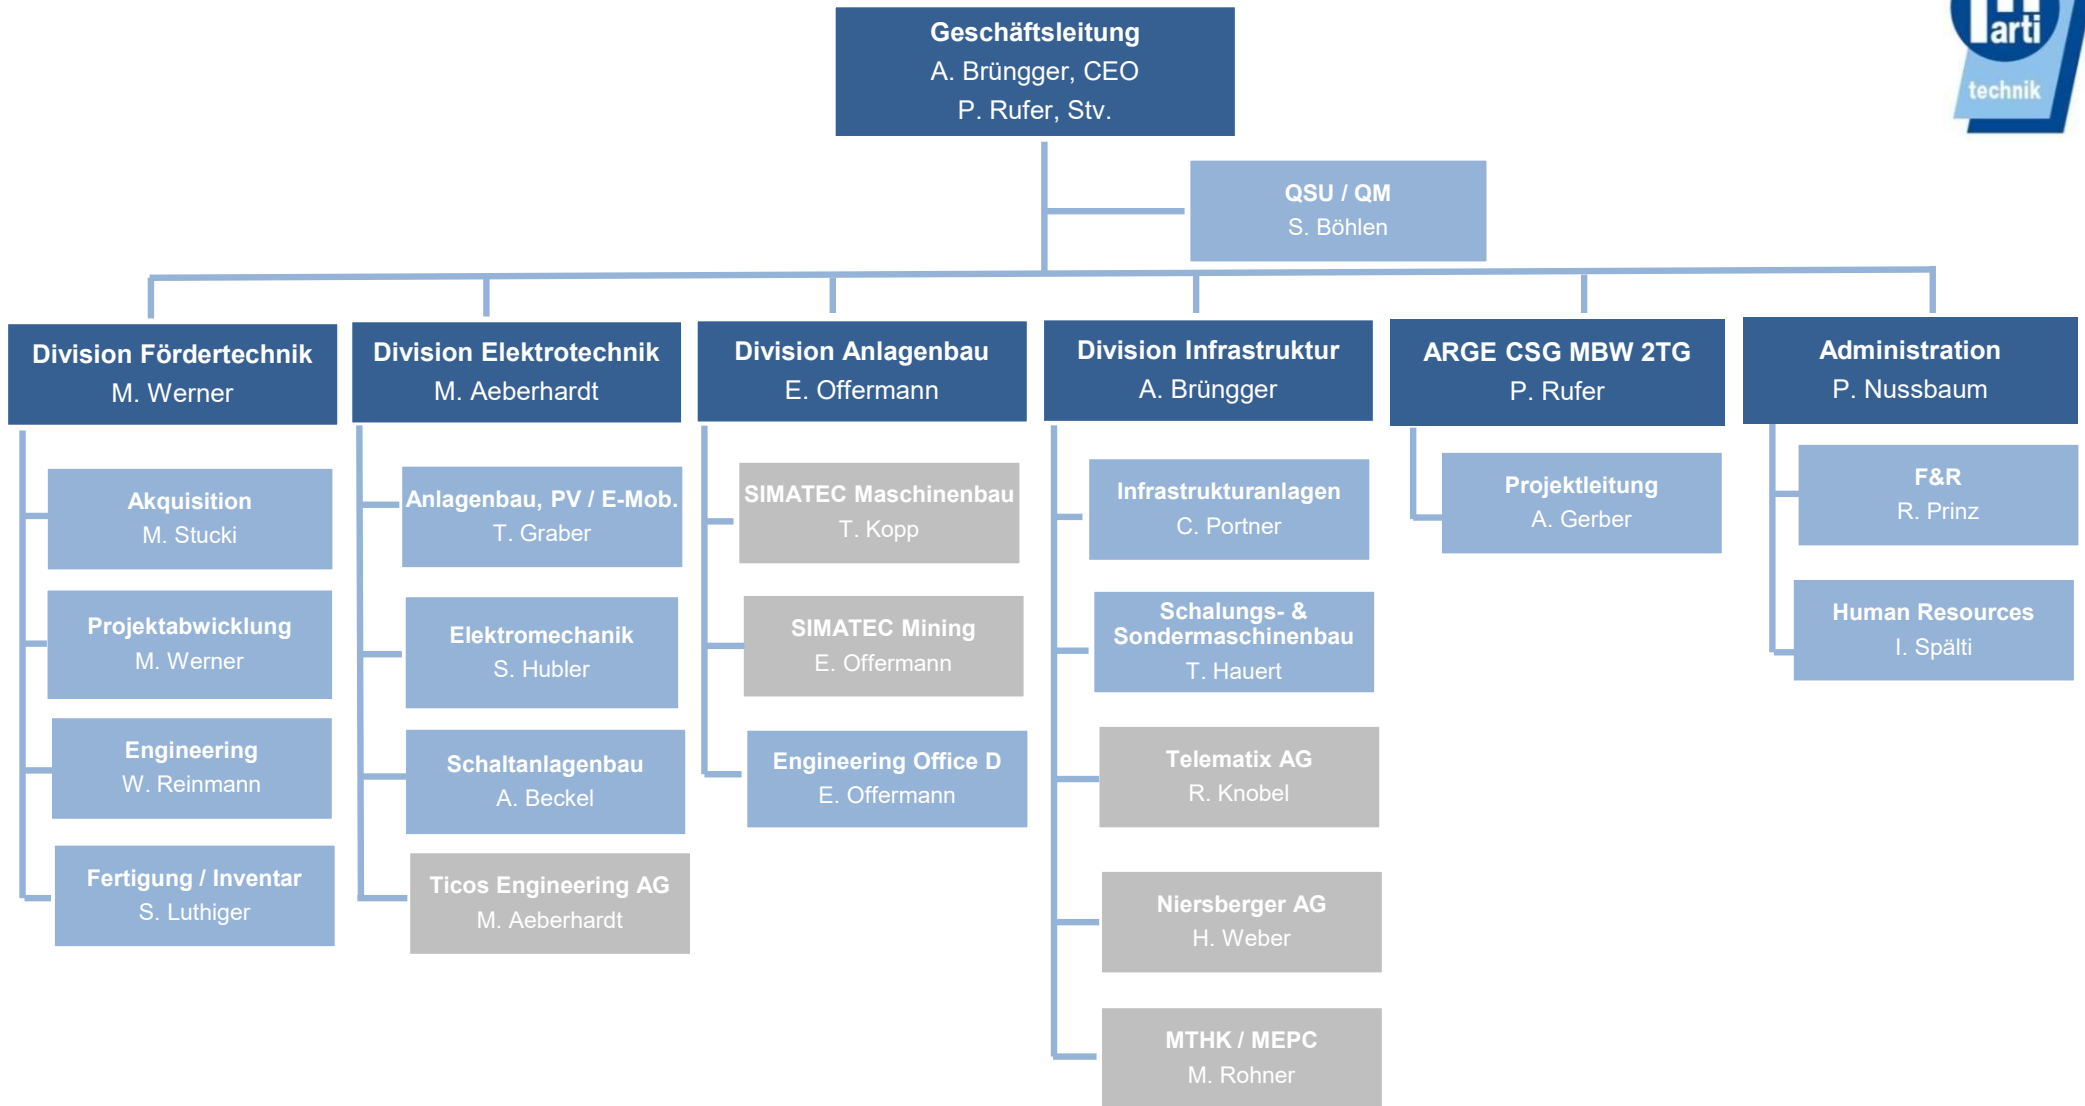 Geschäftsleitung
A. Brüngger, CEO
P. Rufer, Stv.
arti
technik
QSU / QM
S. Böhlen
Division Fördertechnik
M. Werner
Akquisition
M. Stucki
Projektabwicklung
M. Werner
Engineering
W. Reinmann
Fertigung / Inventar
S. Luthiger
Division Elektrotechnik
M. Aeberhardt
Anlagenbau, PV / E-Mob.
T. Graber
Elektromechanik
S. Hubler
Schaltanlagenbau
A. Beckel
Ticos Engineering AG
M. Aeberhardt
Division Anlagenbau
E. Offermann
SIMATEC Maschinenbau
T. Kopp
SIMATEC Mining
E. Offermann
Engineering Office D
E. Offermann
Division Infrastruktur
A. Brüngger
Infrastrukturanlagen
C. Portner
Schalungs- &
Sondermaschinenbau
T. Hauert
Telematix AG
R. Knobel
Niersberger AG
H. Weber
MTHK / MEPC
M. Rohner
ARGE CSG MBW 2TG
P. Rufer
Projektleitung
A. Gerber
Administration
P. Nussbaum
F&R
R. Prinz
Human Resources
I. Spälti